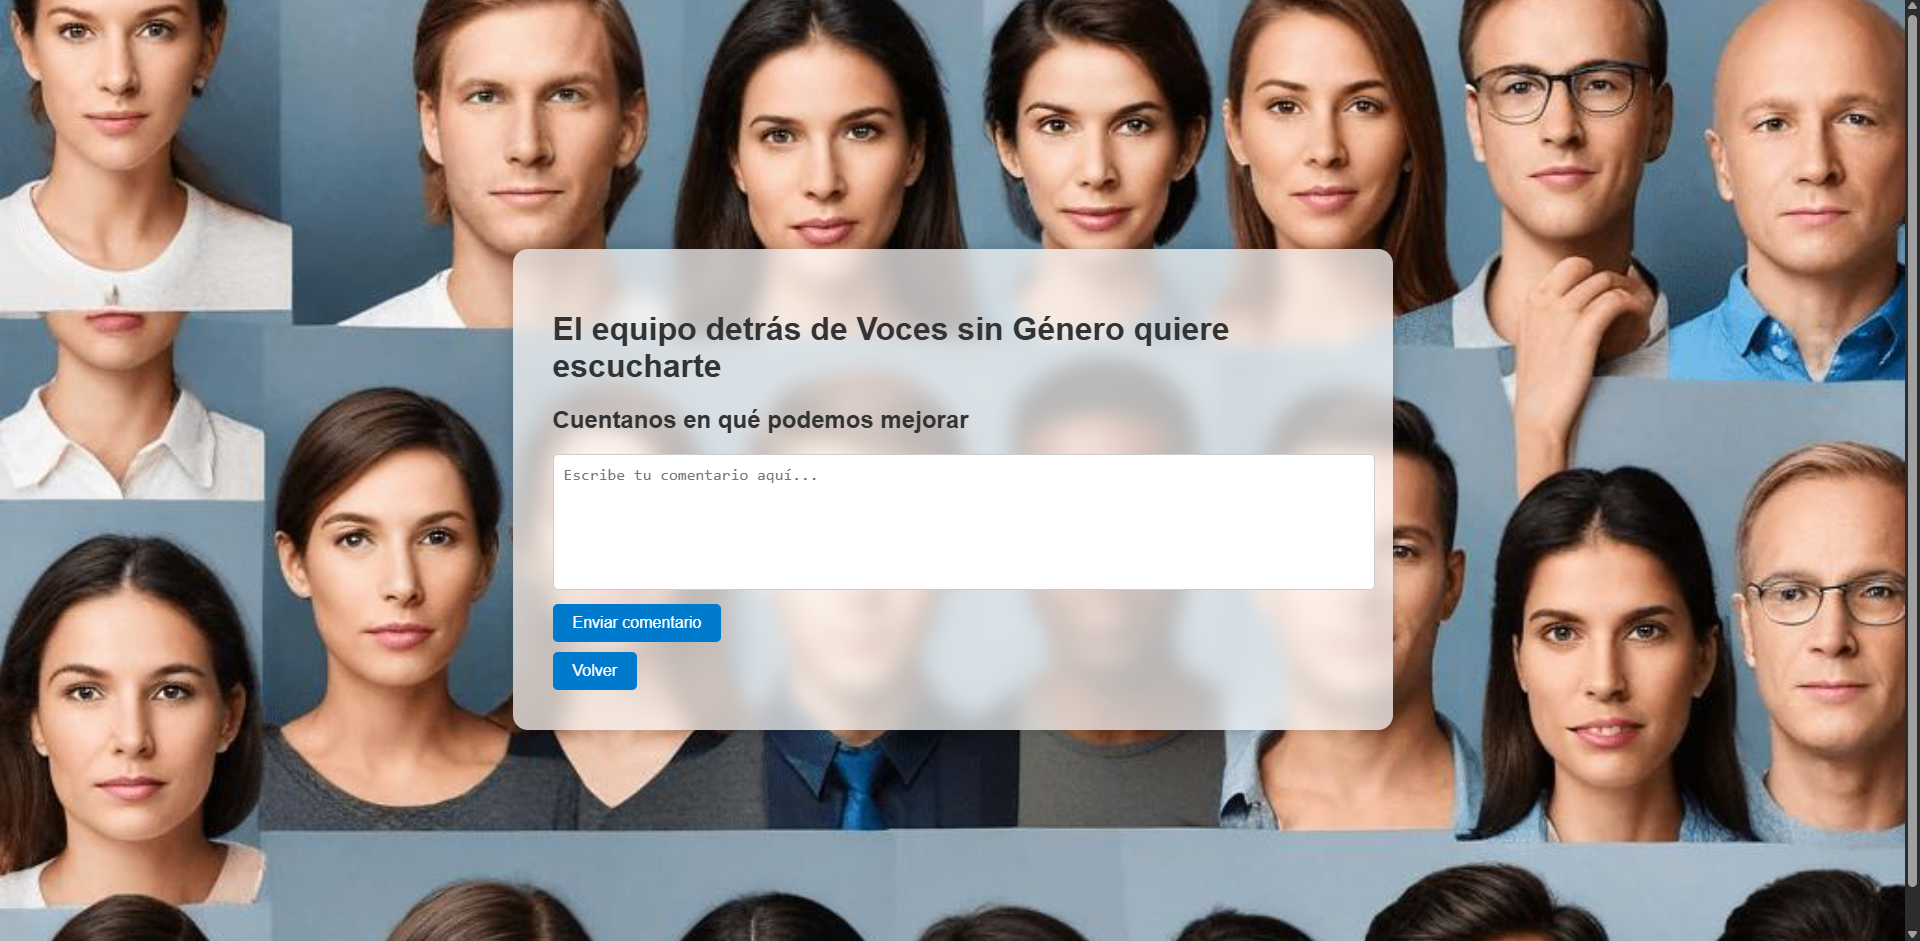 El equipo detrás de Voces sin Género quiere
escucharte
Cuentanos en qué podemos mejorar
Escribe tu comentario aquí...
Enviar comentario
Volver